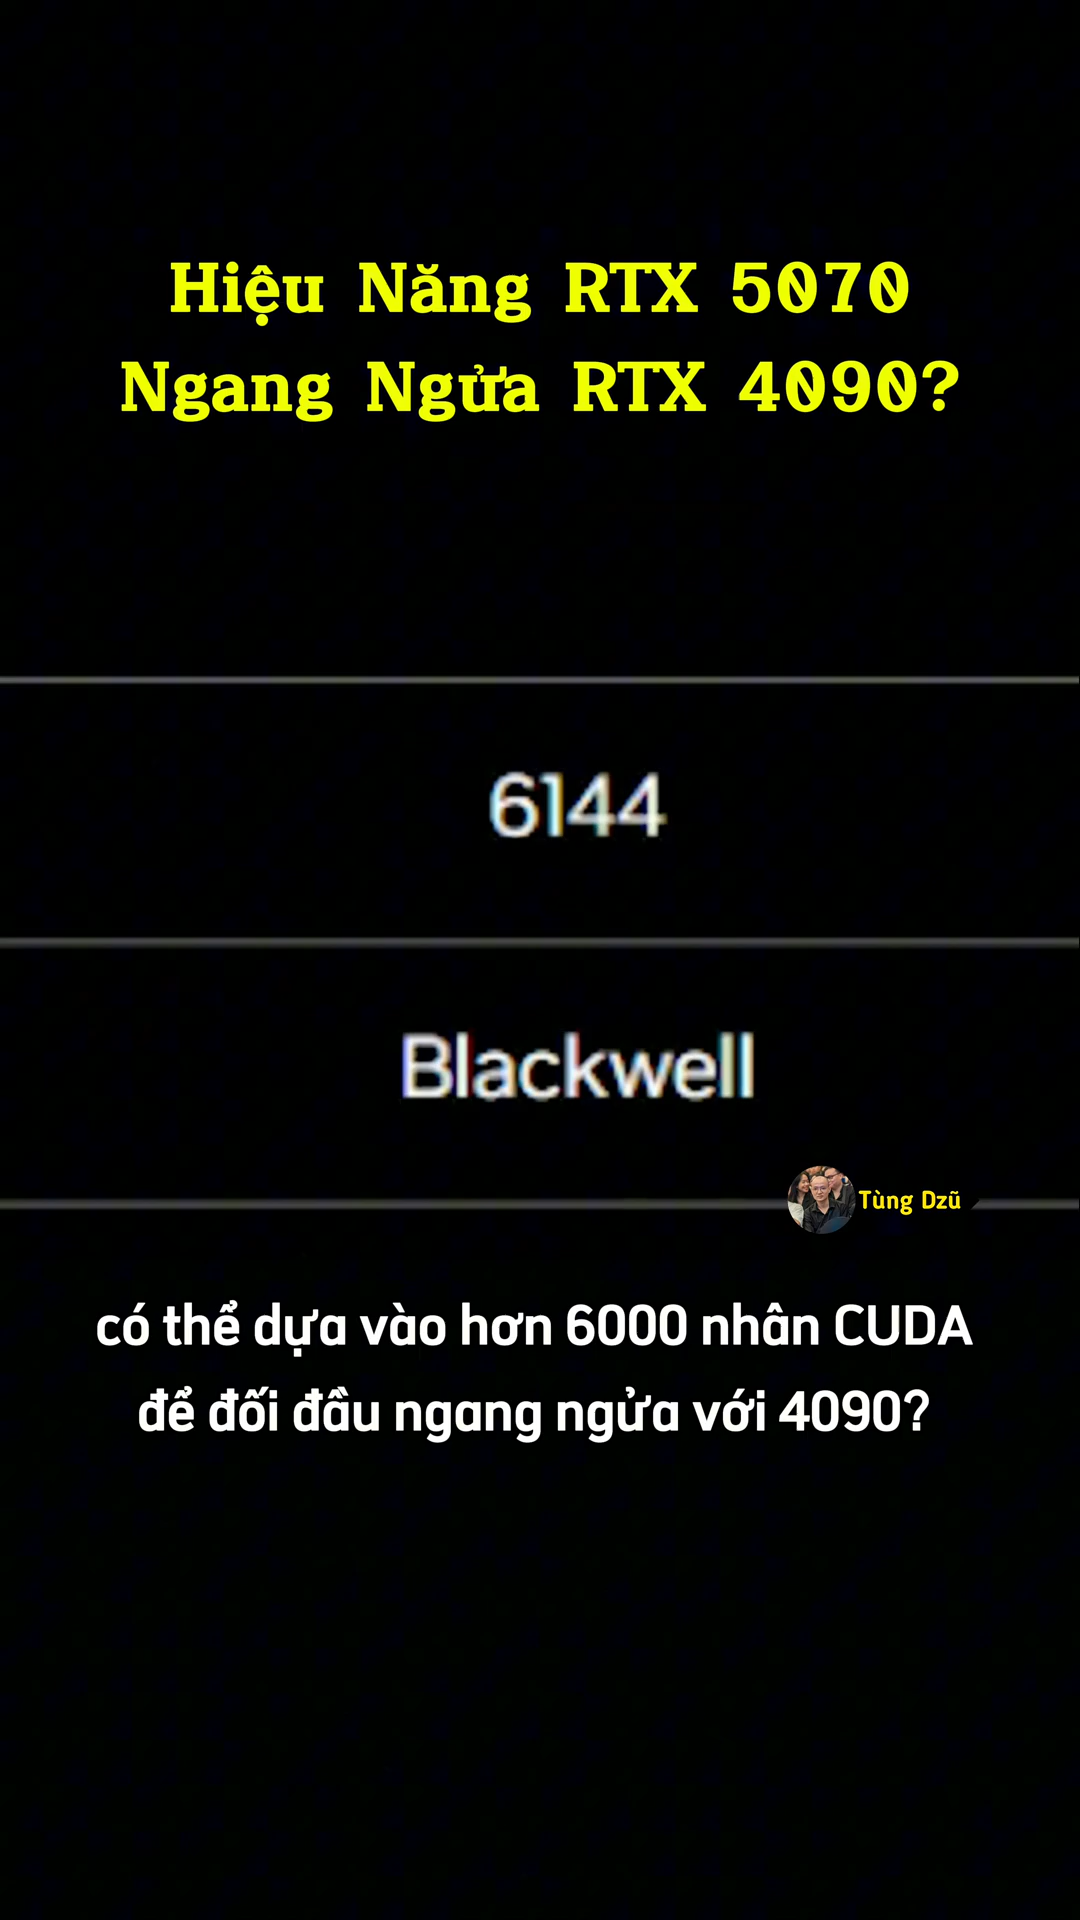 Hiệu Năng RTX 5070
Ngang Ngửa RTX 4090?
6144
Blackwell
Tùng Dzũ
có thể dựa vào hơn 6000 nhân CUDA
để đối đầu ngang ngửa với 4090?